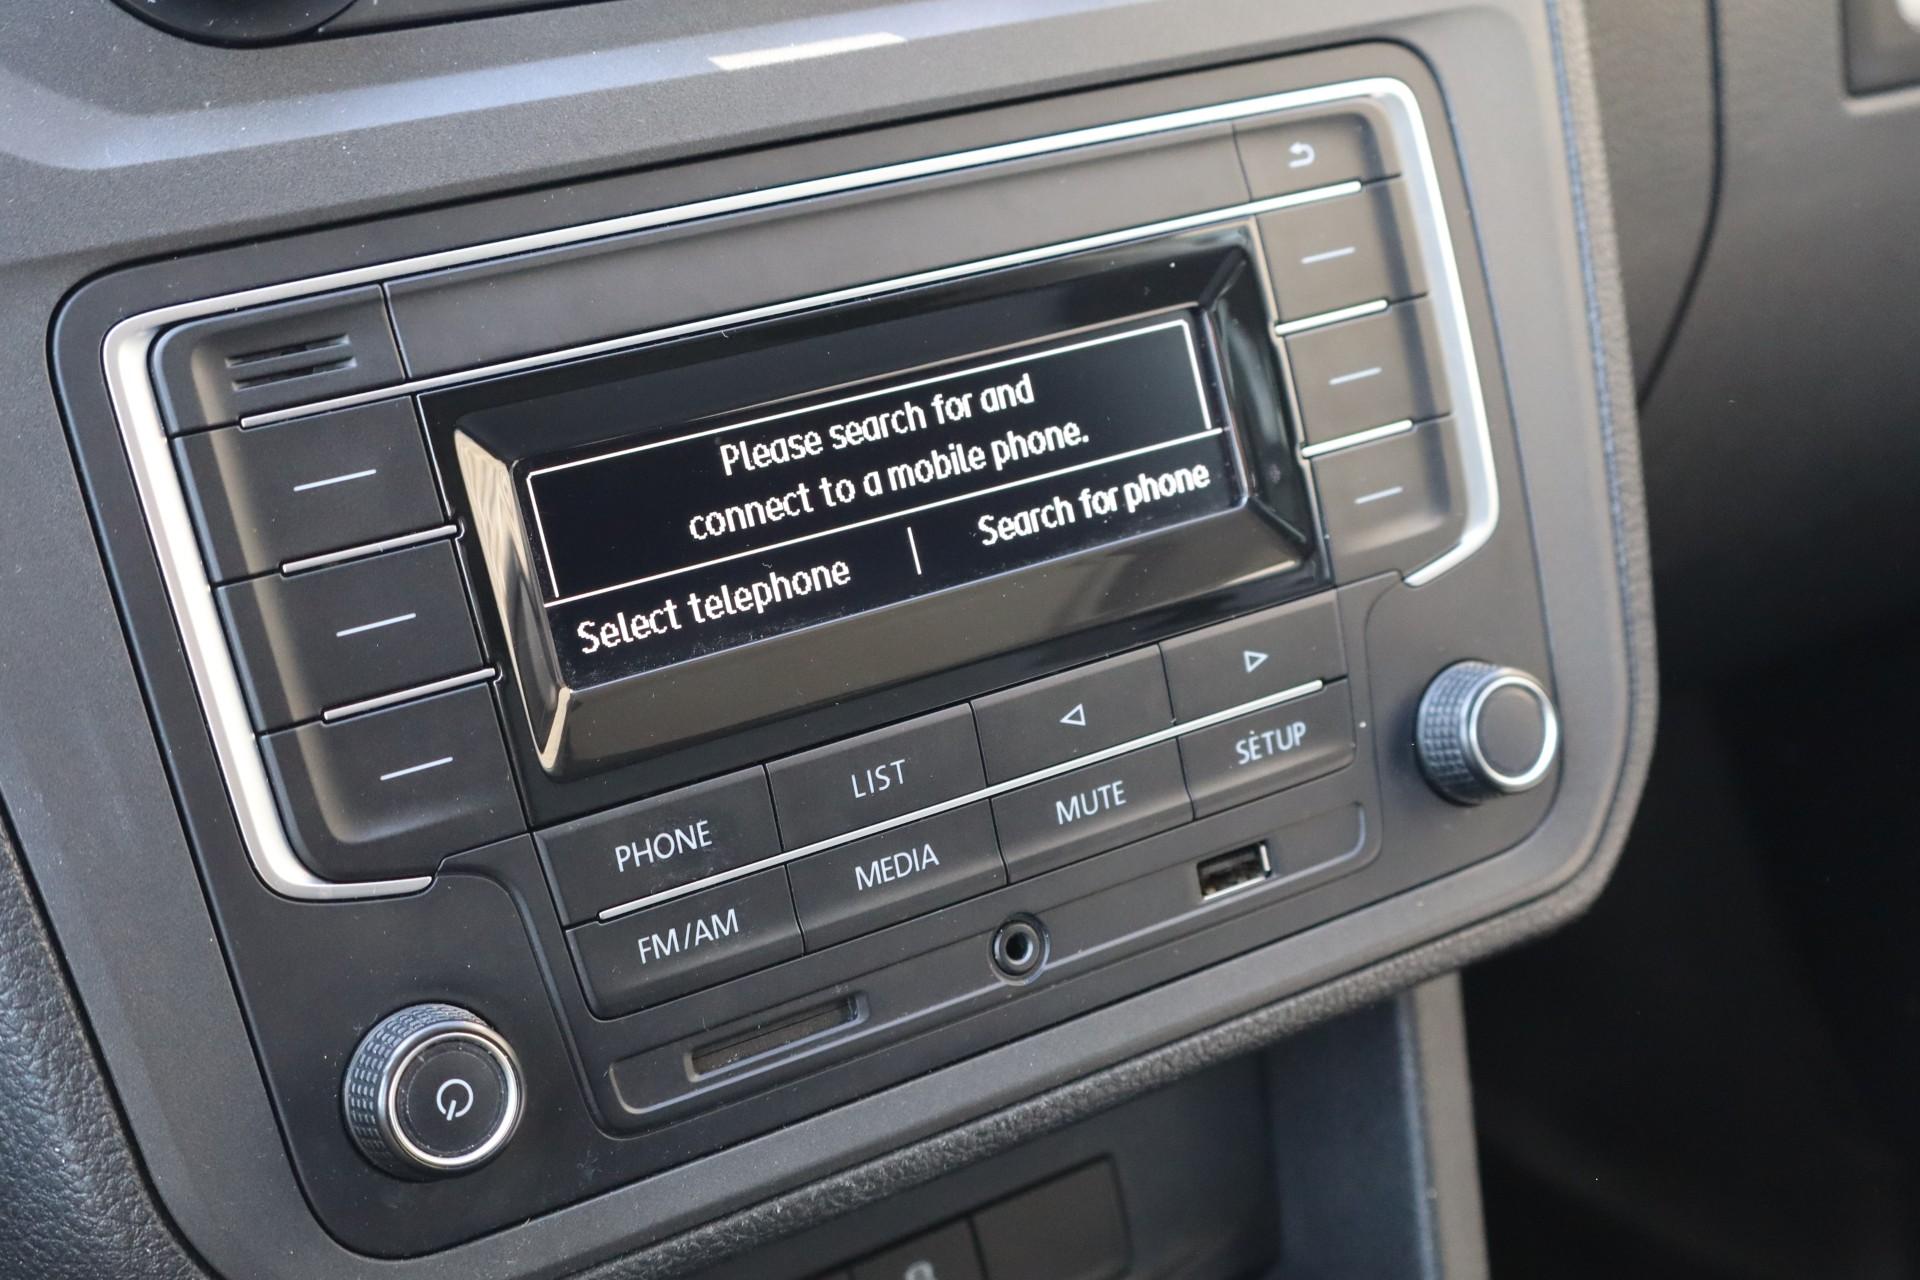 Please search for and
connect to a mobile phone.
Select telephone
Search for phone
PHONE
LIST
FM/AM
MEDIA
MUTE
SETUP